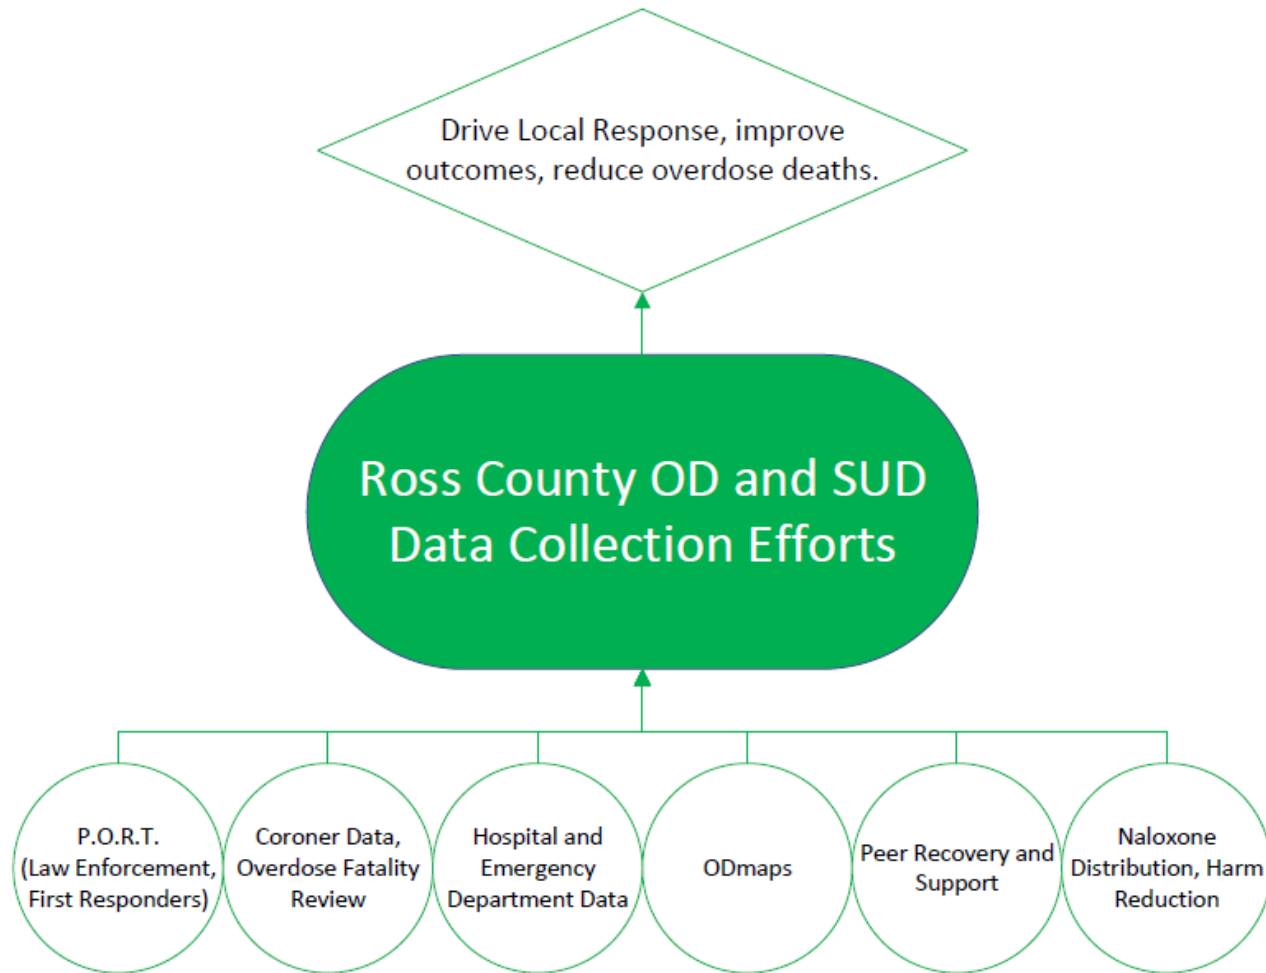 Drive Local Response, improve
outcomes, reduce overdose deaths.
Ross County OD and SUD
Data Collection Efforts
P.O.R.T.
(Law Enforcement,
First Responders)
Coroner Data,
Overdose Fatality
Review
Hospital and
Emergency
Department Data
ODmaps
Peer Recovery and
Support
Naloxone
Distribution, Harm
Reduction